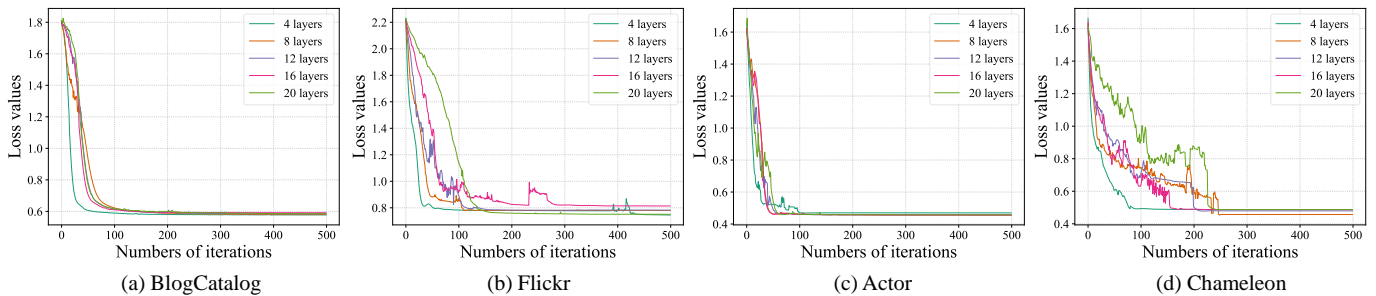 Loss values
1.8
1.6
1.4
1.2
1.0
0.8
0.6
0
100
200
300
400
500
Numbers of iterations
4 layers
8 layers
12 layers
16 layers
20 layers
(a) BlogCatalog
Loss values
2.2
2.0
1.8
1.6
1.4
1.2
1.0
0.8
0
100
200
300
400
500
Numbers of iterations
4 layers
8 layers
12 layers
16 layers
20 layers
(b) Flickr
Loss values
1.6
1.4
1.2
1.0
0.8
0.6
0.4
0
100
200
300
400
500
Numbers of iterations
4 layers
8 layers
12 layers
16 layers
20 layers
(c) Actor
Loss values
1.6
1.4
1.2
1.0
0.8
0.6
0.4
0
100
200
300
400
500
Numbers of iterations
4 layers
8 layers
12 layers
16 layers
20 layers
(d) Chameleon